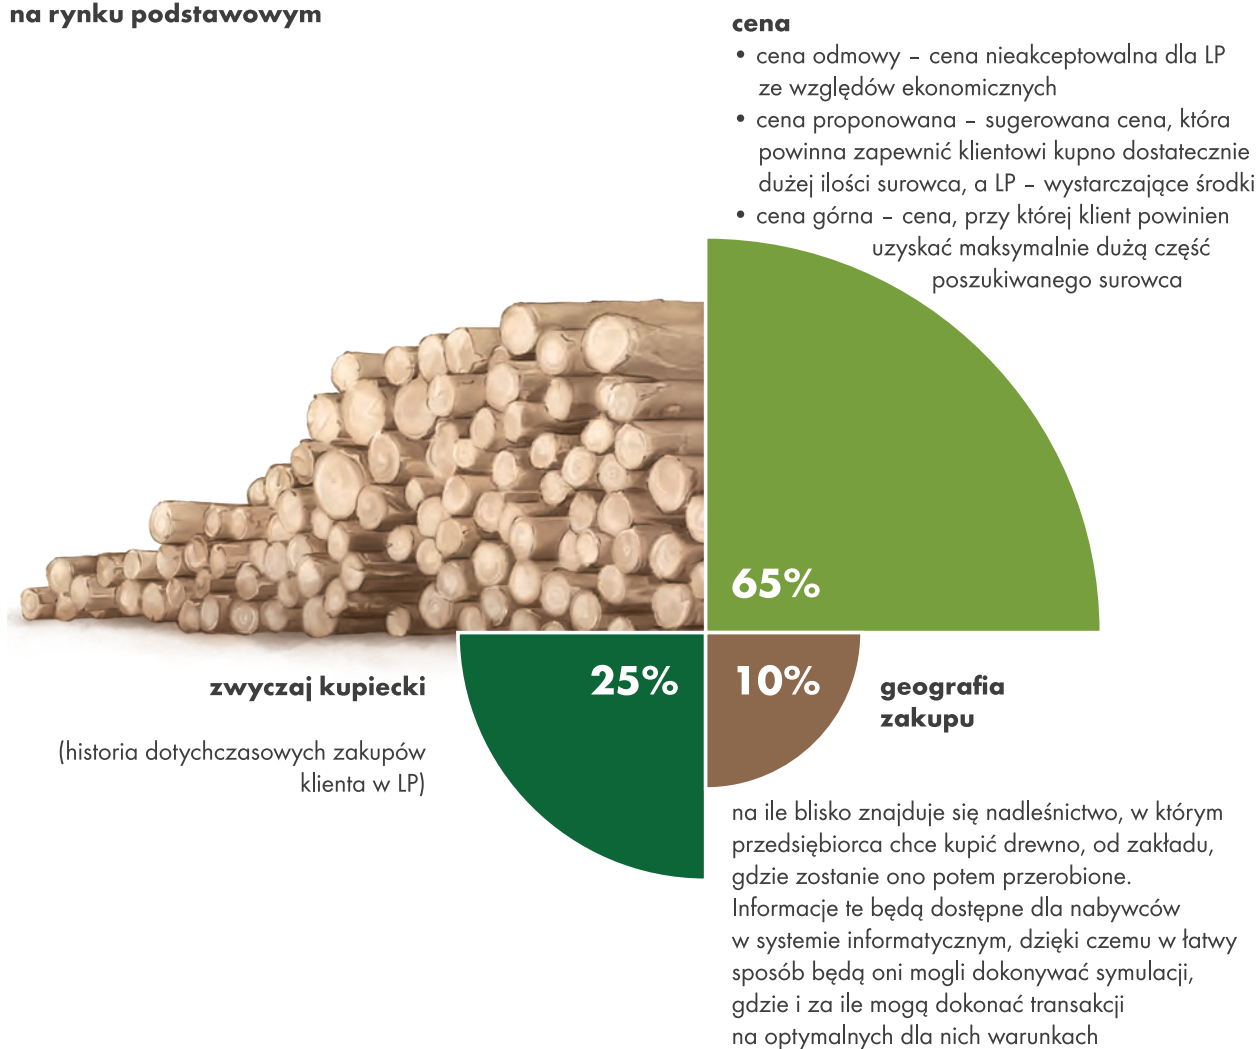 na rynku podstawowym
cena
• cena odmowy – cena nieakceptowalna dla LP
ze względów ekonomicznych
• cena proponowana – sugerowana cena, która
powinna zapewnić klientowi kupno dostatecznie
dużej ilości surowca, a LP – wystarczające środki
• cena górna – cena, przy której klient powinien
uzyskać maksymalnie dużą część
poszukiwanego surowca
65%
25%
10%
zwyczaj kupiecki
(historia dotychczasowych zakupów
klienta w LP)
geografia
zakupu
na ile blisko znajduje się nadleśnictwo, w którym
przedsiębiorca chce kupić drewno, od zakładu,
gdzie zostanie ono potem przerobione.
Informacje te będą dostępne dla nabywców
w systemie informatycznym, dzięki czemu w łatwy
sposób będą oni mogli dokonywać symulacji,
gdzie i za ile mogą dokonać transakcji
na optymalnych dla nich warunkach